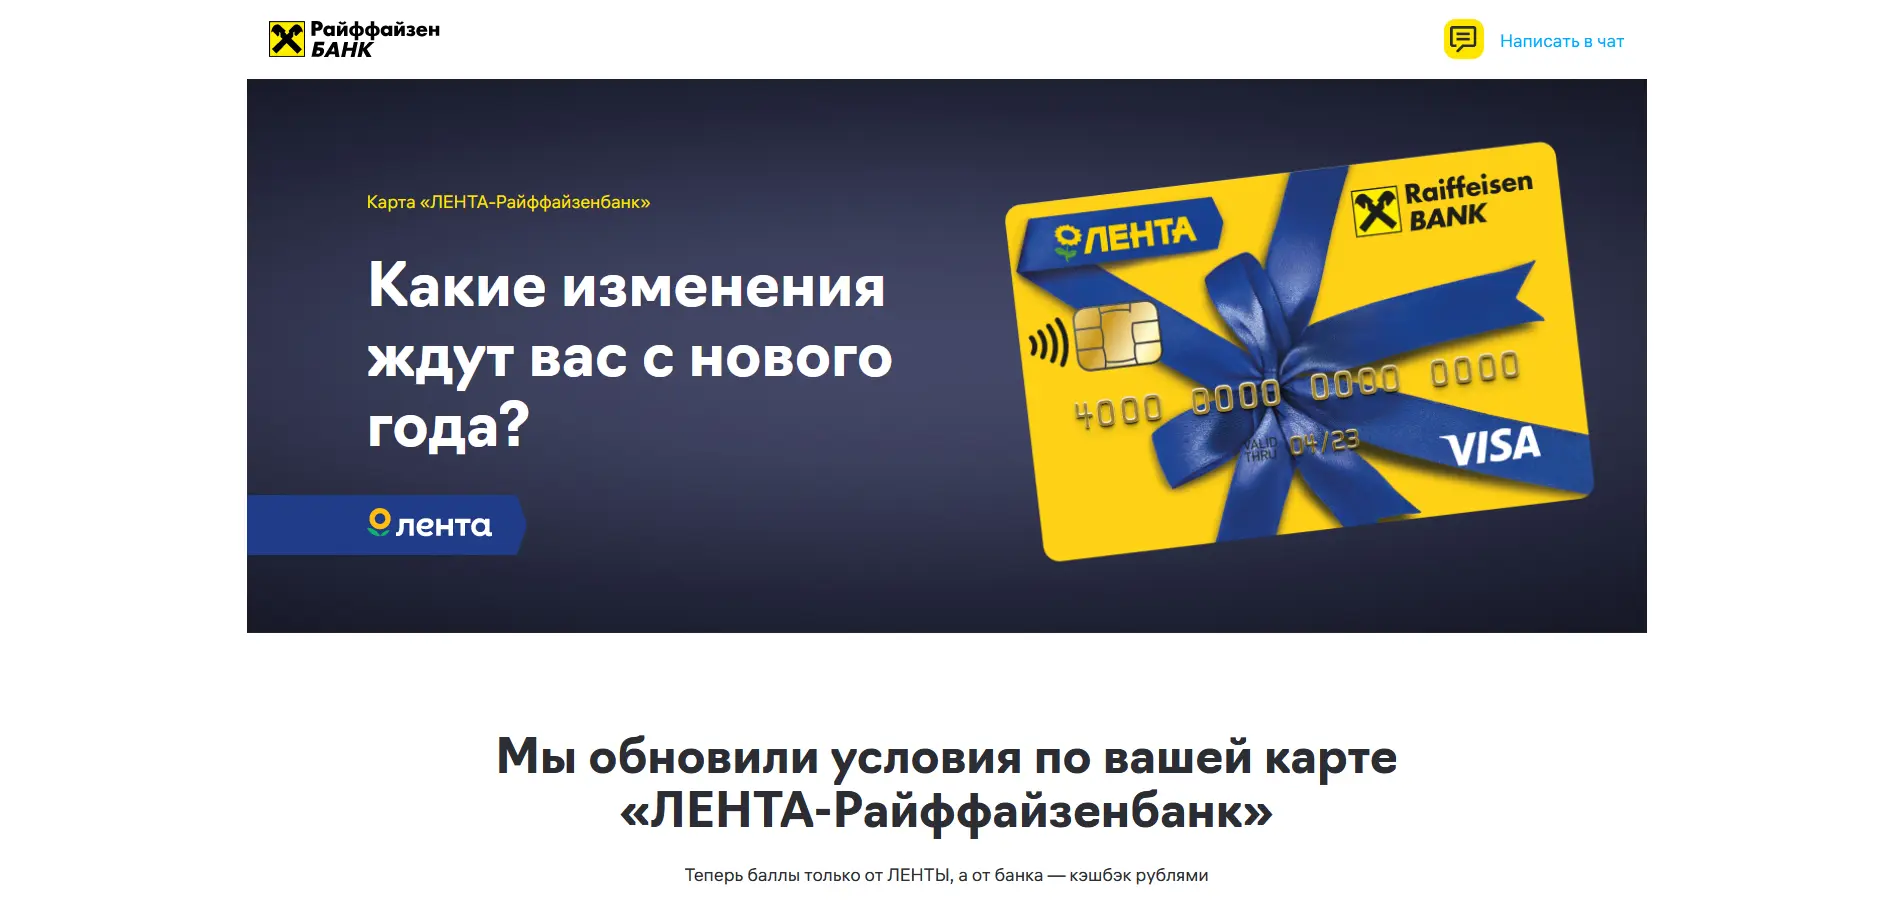 Райффайзен
БАНК
Написать в чат
Карта «ЛЕНТА-Райффайзенбанк»
Какие изменения
ждут вас с нового
года?
лента
ЛЕНТА
Raiffeisen
BANK
4000 0000 0000 0000
VALID
THRU 04/23
VISA
Мы обновили условия по вашей карте
«ЛЕНТА-Райффайзенбанк»
Теперь баллы только от ЛЕНТЫ, а от банка — кэшбэк рублями